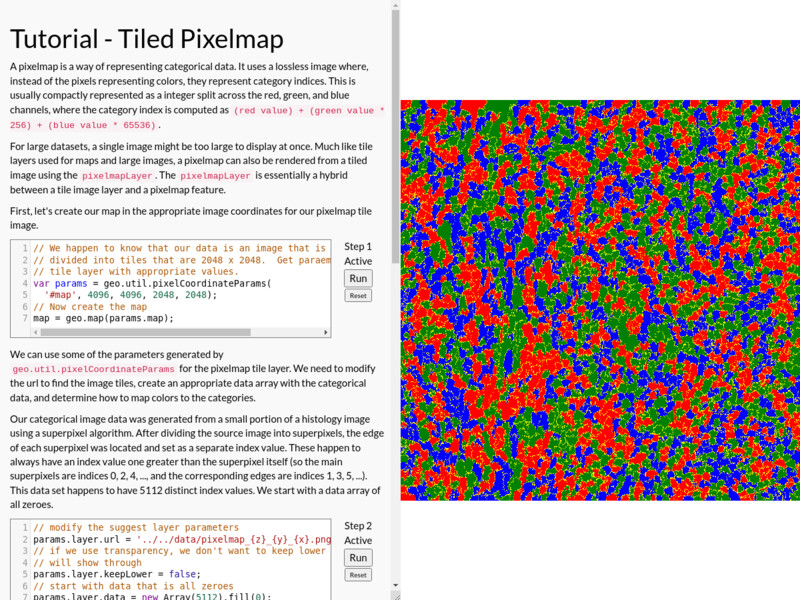 Tutorial - Tiled Pixelmap
A pixelmap is a way of representing categorical data. It uses a lossless image where,
instead of the pixels representing colors, they represent category indices. This is
usually compactly represented as a integer split across the red, green, and blue
channels, where the category index is computed as (red value) + (green value *
256) + (blue value * 65536).
For large datasets, a single image might be too large to display at once. Much like tile
layers used for maps and large images, a pixelmap can also be rendered from a tiled
image using the pixelmapLayer. The pixelmapLayer is essentially a hybrid
between a tile image layer and a pixelmap feature.
First, let's create our map in the appropriate image coordinates for our pixelmap tile
image.
1 // We happen to know that our data is an image that is
2 // divided into tiles that are 2048 x 2048.  Get paraem
3 // tile layer with appropriate values.
4 var params = geo.util.pixelCoordinateParams(
5   '#map', 4096, 4096, 2048, 2048);
6 // Now create the map
7 map = geo.map(params.map);
Step 1
Active
Run
Reset
We can use some of the parameters generated by
geo.util.pixelCoordinateParams for the pixelmap tile layer. We need to modify
the url to find the image tiles, create an appropriate data array with the categorical
data, and determine how to map colors to the categories.
Our categorical image data was generated from a small portion of a histology image
using a superpixel algorithm. After dividing the source image into superpixels, the edge
of each superpixel was located and set as a separate index value. These happen to
always have an index value one greater than the superpixel itself (so the main
superpixels are indices 0, 2, 4, ..., and the corresponding edges are indices 1, 3, 5, ...).
This data set happens to have 5112 distinct index values. We start with a data array of
all zeroes.
1 // modify the suggest layer parameters
2 params.layer.url = '../../data/pixelmap_{z}_{y}_{x}.png
3 // if we use transparency, we don't want to keep lower
4 // will show through
5 params.layer.keepLower = false;
6 // start with data that is all zeroes
7 params.layer.data = new Array(5112).fill(0);
Step 2
Active
Run
Reset